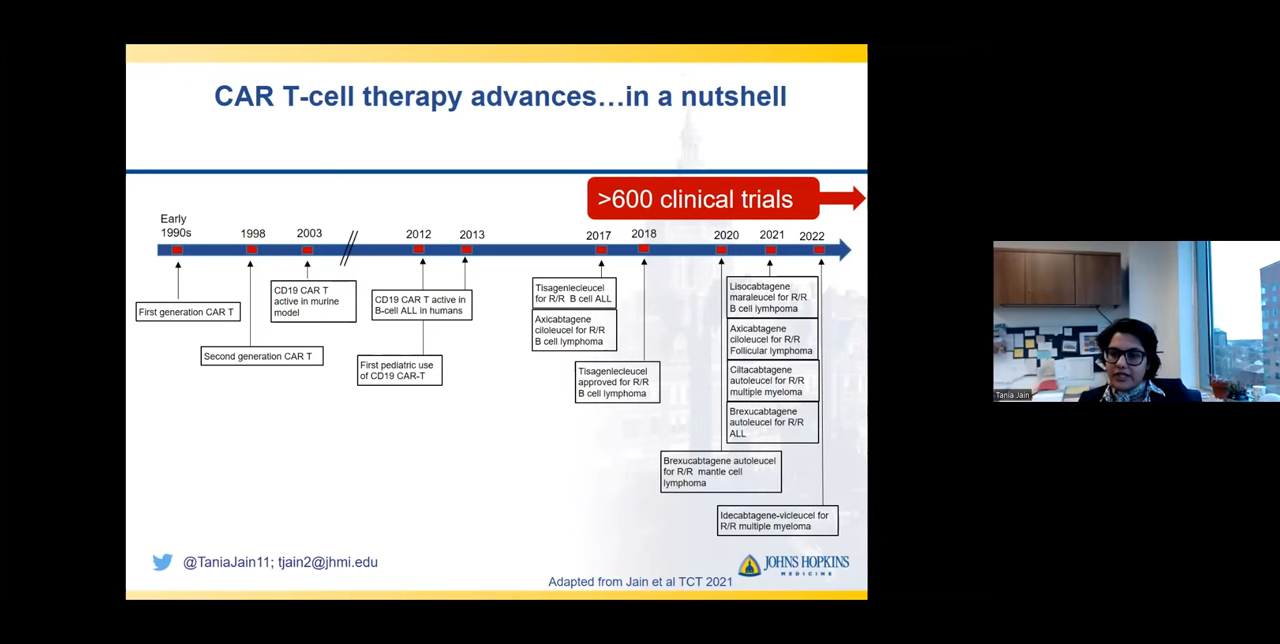 CAR T-cell therapy advances…in a nutshell
>600 clinical trials
Early
1990s
1998
2003
2012
2013
2017
2018
2020
2021
2022
First generation CAR T
Second generation CAR T
CD19 CAR T
active in murine
model
CD19 CAR T active in
B-cell ALL in humans
First pediatric use
of CD19 CAR-T
Tisagenlecleucel
for R/R B cell ALL
Axicabtagene
ciloleucel for R/R
B cell lymphoma
Tisagenlecleucel
approved for R/R
B cell lymphoma
Lisocabtagene
maraleucel for R/R
B cell lymhpoma
Axicabtagene
ciloleucel for R/R
Follicular lymphoma
Ciltacabtagene
autoleucel for R/R
multiple myeloma
Brexucabtagene
autoleucel for R/R
ALL
Brexucabtagene autoleucel
for R/R mantle cell
lymphoma
Idecabtagene-vicleucel for
R/R multiple myeloma
@TaniaJain11; tjain2@jhmi.edu
JOHNS HOPKINS
MEDICINE
Adapted from Jain et al TCT 2021
Tania Jain